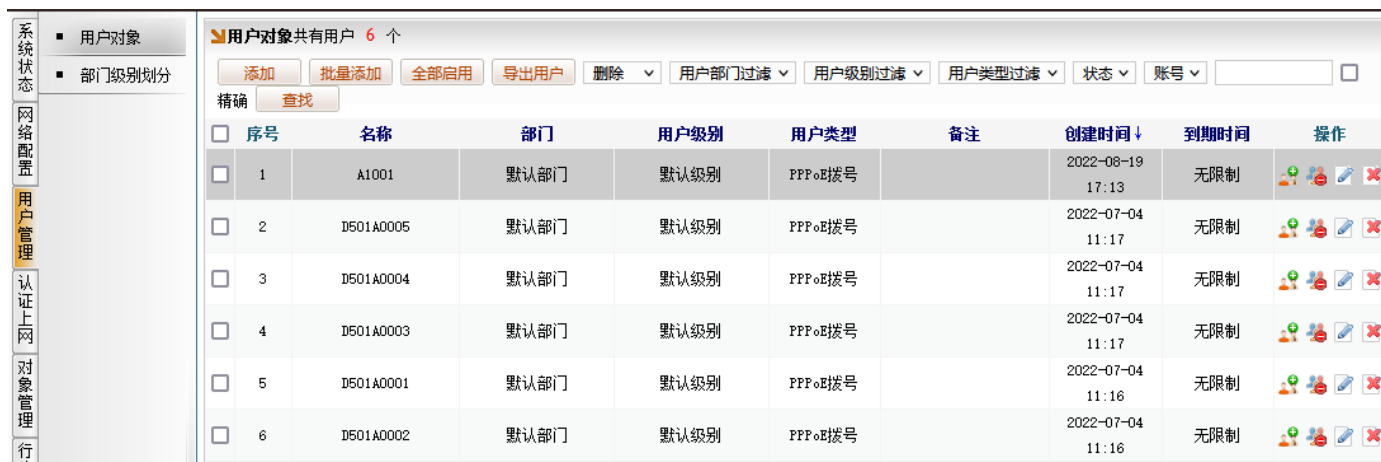 系统状态
网络配置
用户管理
认证上网
对象管理
行
用户对象
部门级别划分
用户对象共有用户 6 个
添加 批量添加 全部启用 导出用户 删除 用户部门过滤 用户级别过滤 用户类型过滤 状态 账号
精确 查找
序号 名称 部门 用户级别 用户类型 备注 创建时间↓ 到期时间 操作
1 A1001 默认部门 默认级别 PPPoE拨号 2022-08-19 17:13 无限制
2 D501A0005 默认部门 默认级别 PPPoE拨号 2022-07-04 11:17 无限制
3 D501A0004 默认部门 默认级别 PPPoE拨号 2022-07-04 11:17 无限制
4 D501A0003 默认部门 默认级别 PPPoE拨号 2022-07-04 11:17 无限制
5 D501A0001 默认部门 默认级别 PPPoE拨号 2022-07-04 11:16 无限制
6 D501A0002 默认部门 默认级别 PPPoE拨号 2022-07-04 11:16 无限制